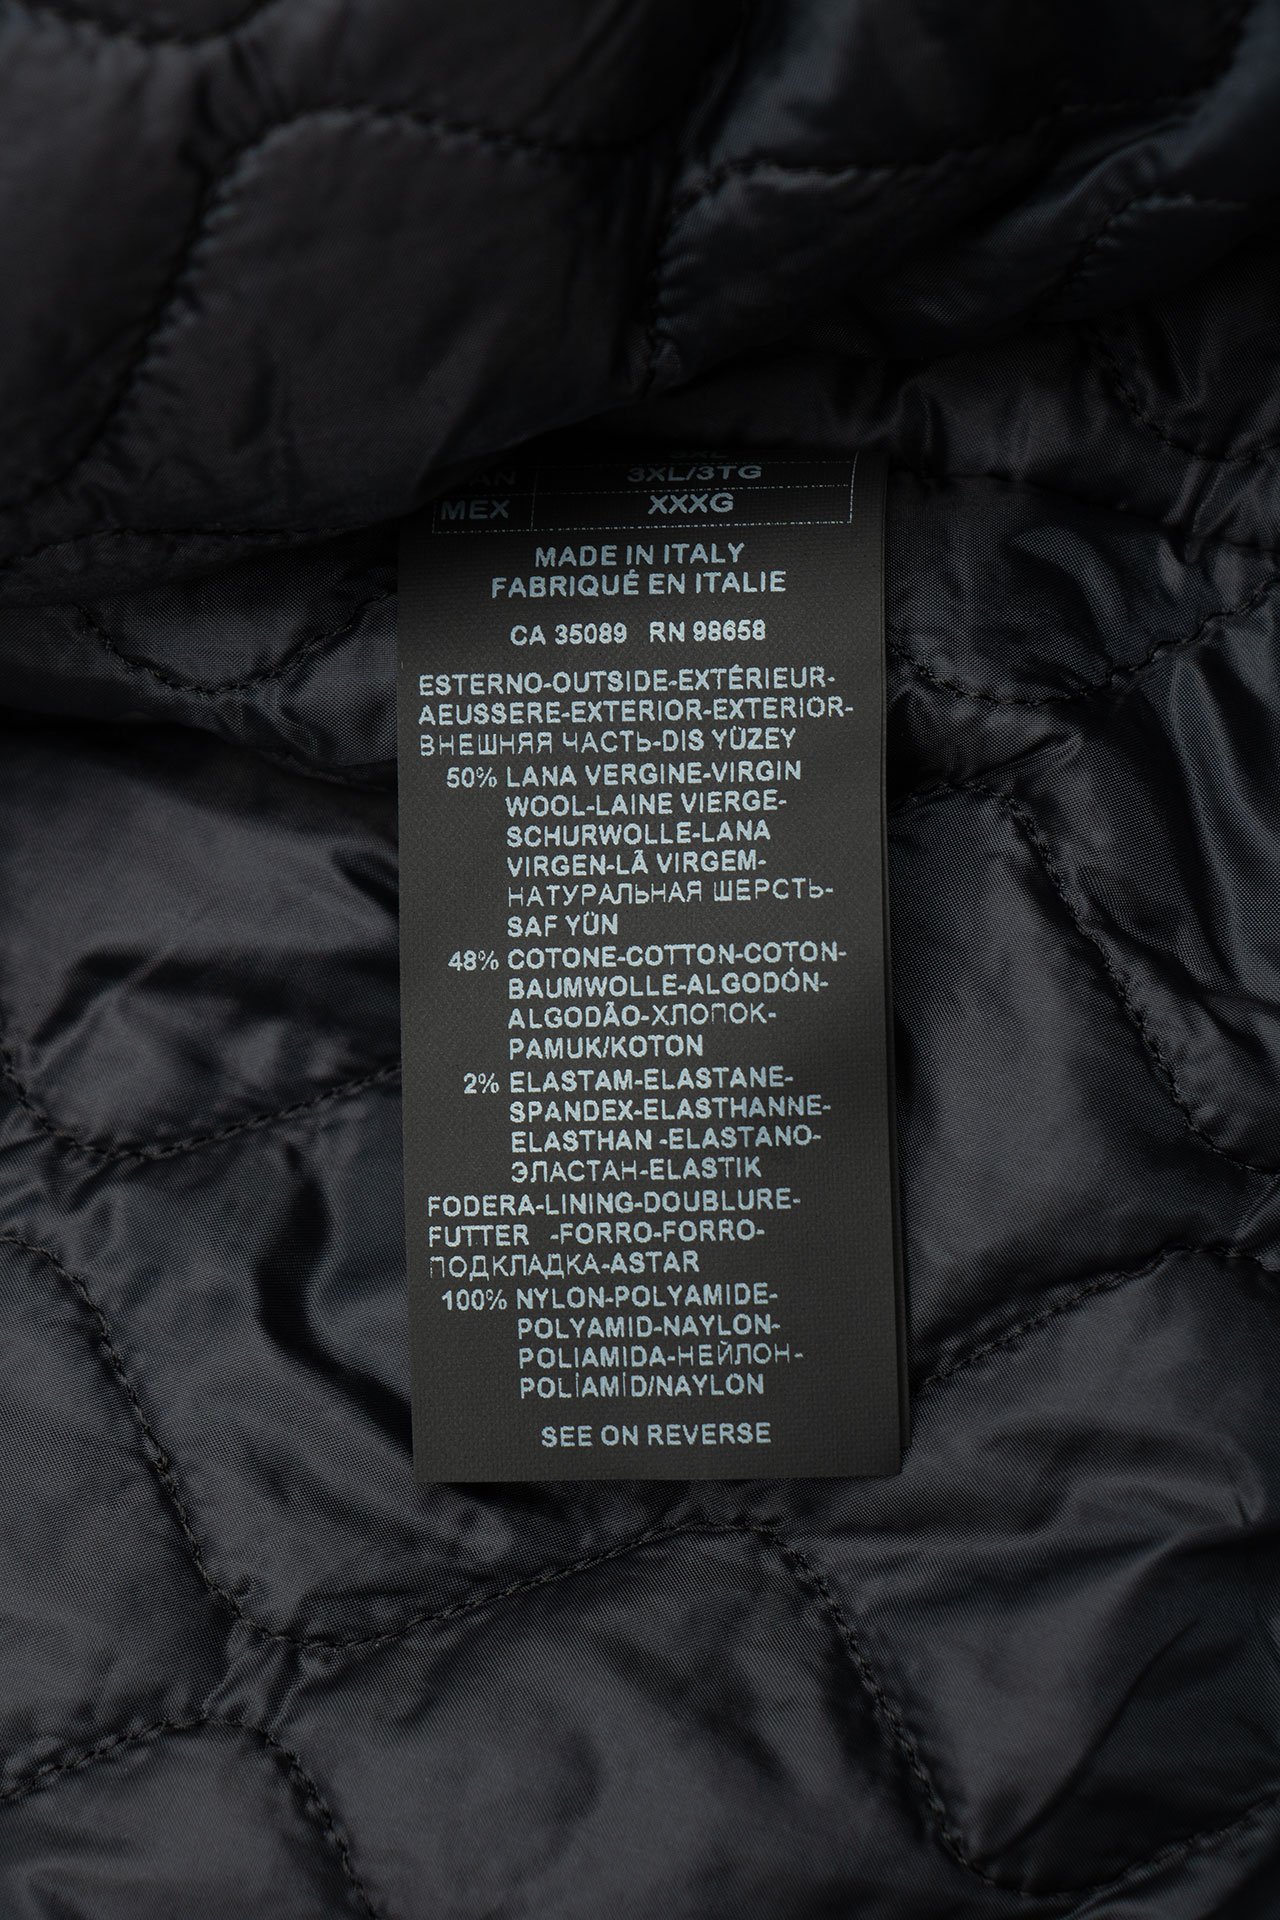 3XL
3XL/3TG
MEX XXXG
MADE IN ITALY
FABRIQUÉ EN ITALIE
CA 35089 RN 98658
ESTERNO-OUTSIDE-EXTÉRIEUR-
AEUSSERE-EXTERIOR-EXTERIOR-
ВНЕШНЯЯ ЧАСТЬ-DIS YÜZEY
50% LANA VERGINE-VIRGIN
WOOL-LAINE VIERGE-
SCHURWOLLE-LANA
VIRGEN-LÃ VIRGEM-
НАТУРАЛЬНАЯ ШЕРСТЬ-
SAF YÜN
48% COTONE-COTTON-COTON-
BAUMWOLLE-ALGODÓN-
ALGODÃO-ХЛОПОК-
PAMUK/KOTON
2% ELASTAM-ELASTANE-
SPANDEX-ELASTHANNE-
ELASTHAN -ELASTANO-
ЭЛАСТАН-ELASTIK
FODERA-LINING-DOUBLURE-
FUTTER -FORRO-FORRO-
ПОДКЛАДКА-ASTAR
100% NYLON-POLYAMIDE-
POLYAMID-NAYLON-
POLIAMIDA-НЕЙЛОН-
POLİAMİD/NAYLON
SEE ON REVERSE